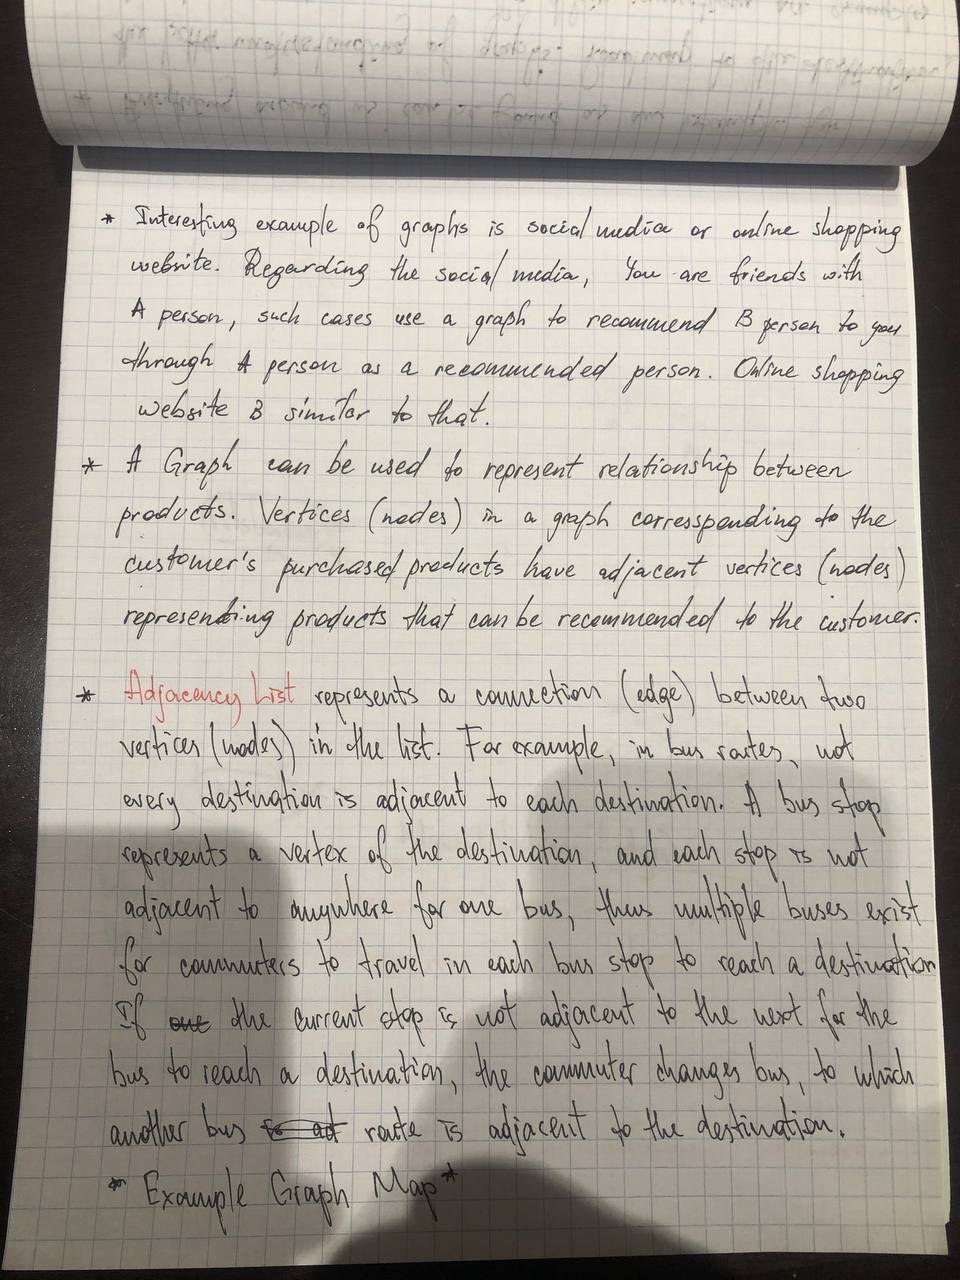 * Interesting example of graphs is social media or online shopping
website. Regarding the social media, You are friends with
A person, such cases use a graph to recommend B person to you
through A person as a recommended person. Online shopping
website is similar to that.
* A Graph can be used to represent relationship between
products. Vertices (nodes) in a graph corresspending to the
customer's purchased products have adjacent vertices (nodes)
representing products that can be recommended to the customer.
* Adjacency List represents a connection (edge) between two
vertices (nodes) in the list. For example, in bus routes, not
every destination is adjacent to each destination. A bus stop
represents a vertex of the destination, and each stop is not
adjacent to anywhere for one bus, thus multiple buses exist
for commuters to travel in each bus stop to reach a destination
If the current stop is not adjacent to the next for the
bus to reach a destination, the commuter changes bus, to which
another bus route is adjacent to the destination.
* Example Graph Map *